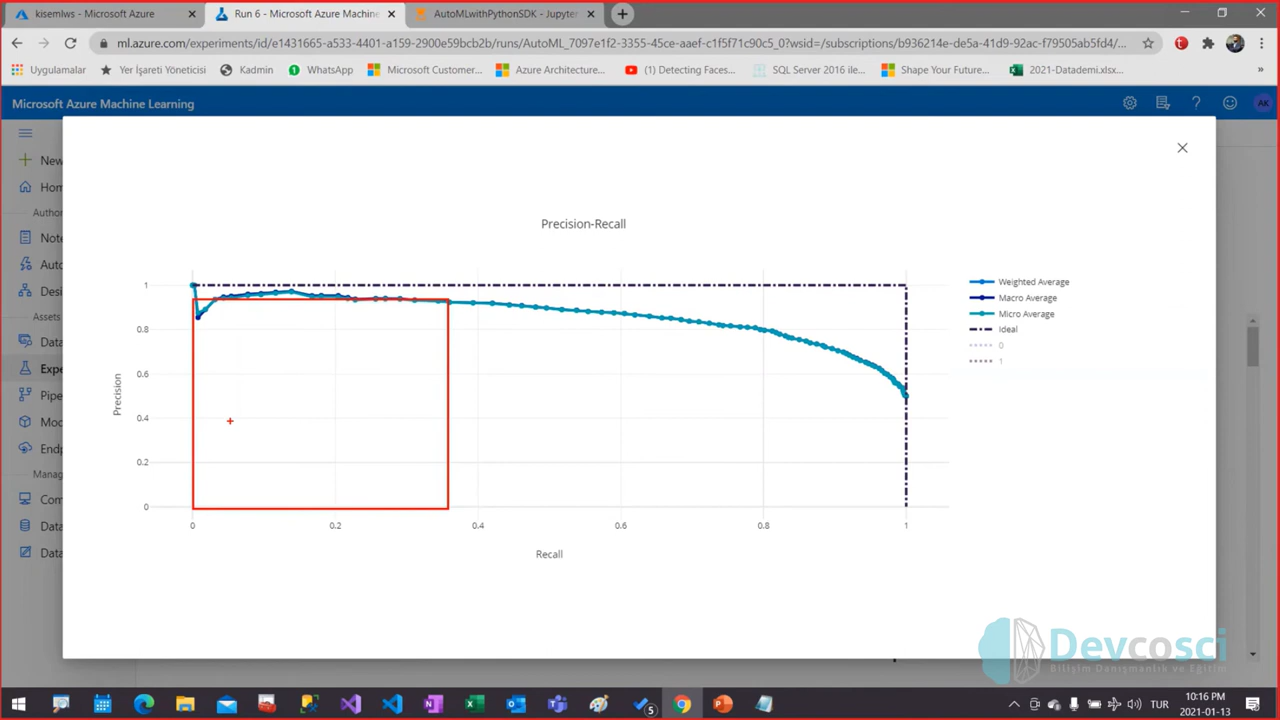 kisemlws - Microsoft Azure
Run 6 - Microsoft Azure Machine
AutoMLwithPythonSDK - Jupyter
ml.azure.com/experiments/id/e1431665-a533-4401-a159-2900e59bcb2b/runs/AutoML_7097e1f2-3355-45ce-aaef-c1f5f71c90c5_0?wsid=/subscriptions/b936214e-de5a-41d9-92ac-f79505ab5fd4/...
Uygulamalar
Yer İşareti Yöneticisi
Kadmin
WhatsApp
Microsoft Customer...
Azure Architecture...
(1) Detecting Faces...
SQL Server 2016 ile...
Shape Your Future...
2021-Datademi.xlsx...
»
Microsoft Azure Machine Learning
AK
New
Hom
Author
Note
Auto
Desi
Assets
Data
Expe
Pipe
Mod
Endp
Manag
Com
Data
Data
Precision-Recall
Weighted Average
Macro Average
Micro Average
Ideal
0
1
1
0.8
0.6
0.4
0.2
0
Precision
0
0.2
0.4
0.6
0.8
1
Recall
Devcosci
Bilişim Danışmanlık ve Eğitim
5
TUR
10:16 PM
2021-01-13